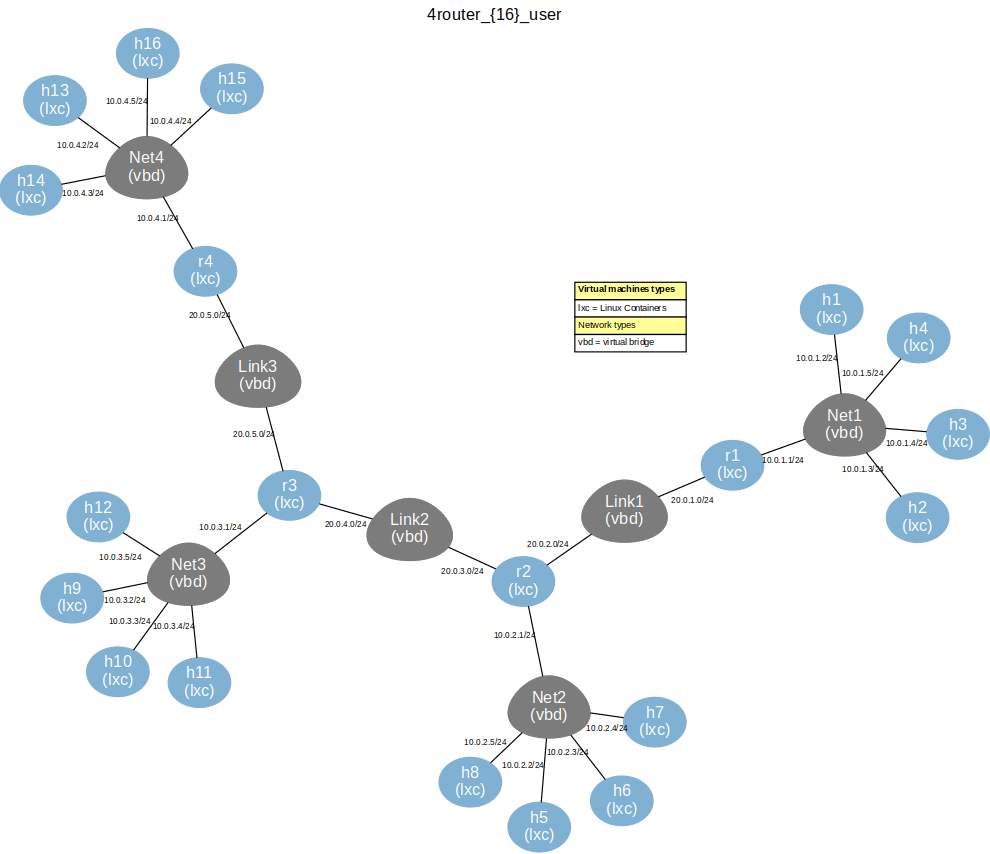 4router_{16}_user
h16
(lxc)
h15
(lxc)
h13
(lxc)
10.0.4.5/24
10.0.4.4/24
10.0.4.2/24
Net4
(vbd)
h14
(lxc)
10.0.4.3/24
10.0.4.1/24
r4
(lxc)
20.0.5.0/24
Link3
(vbd)
20.0.5.0/24
r3
(lxc)
Virtual machines types
lxc = Linux Containers
Network types
vbd = virtual bridge
h1
(lxc)
h4
(lxc)
10.0.1.2/24
10.0.1.5/24
Net1
(vbd)
h3
(lxc)
10.0.1.4/24
10.0.1.1/24
10.0.1.3/24
r1
(lxc)
h2
(lxc)
20.0.1.0/24
Link1
(vbd)
20.0.2.0/24
h12
(lxc)
10.0.3.1/24
20.0.4.0/24
Link2
(vbd)
20.0.3.0/24
r2
(lxc)
10.0.3.5/24
Net3
(vbd)
h9
(lxc)
10.0.3.2/24
10.0.3.3/24
10.0.3.4/24
h10
(lxc)
h11
(lxc)
10.0.2.1/24
Net2
(vbd)
h7
(lxc)
10.0.2.4/24
10.0.2.5/24
10.0.2.3/24
10.0.2.2/24
h8
(lxc)
h6
(lxc)
h5
(lxc)